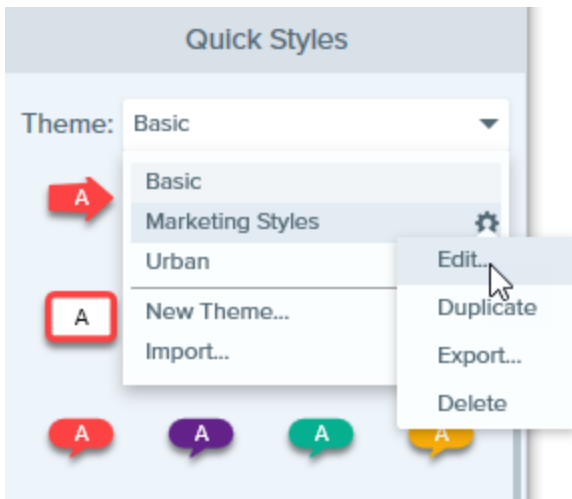 Quick Styles
Theme: Basic
A
Basic
Marketing Styles
Urban
Edit...
A
New Theme...
Duplicate
Import...
Export...
Delete
A A A A